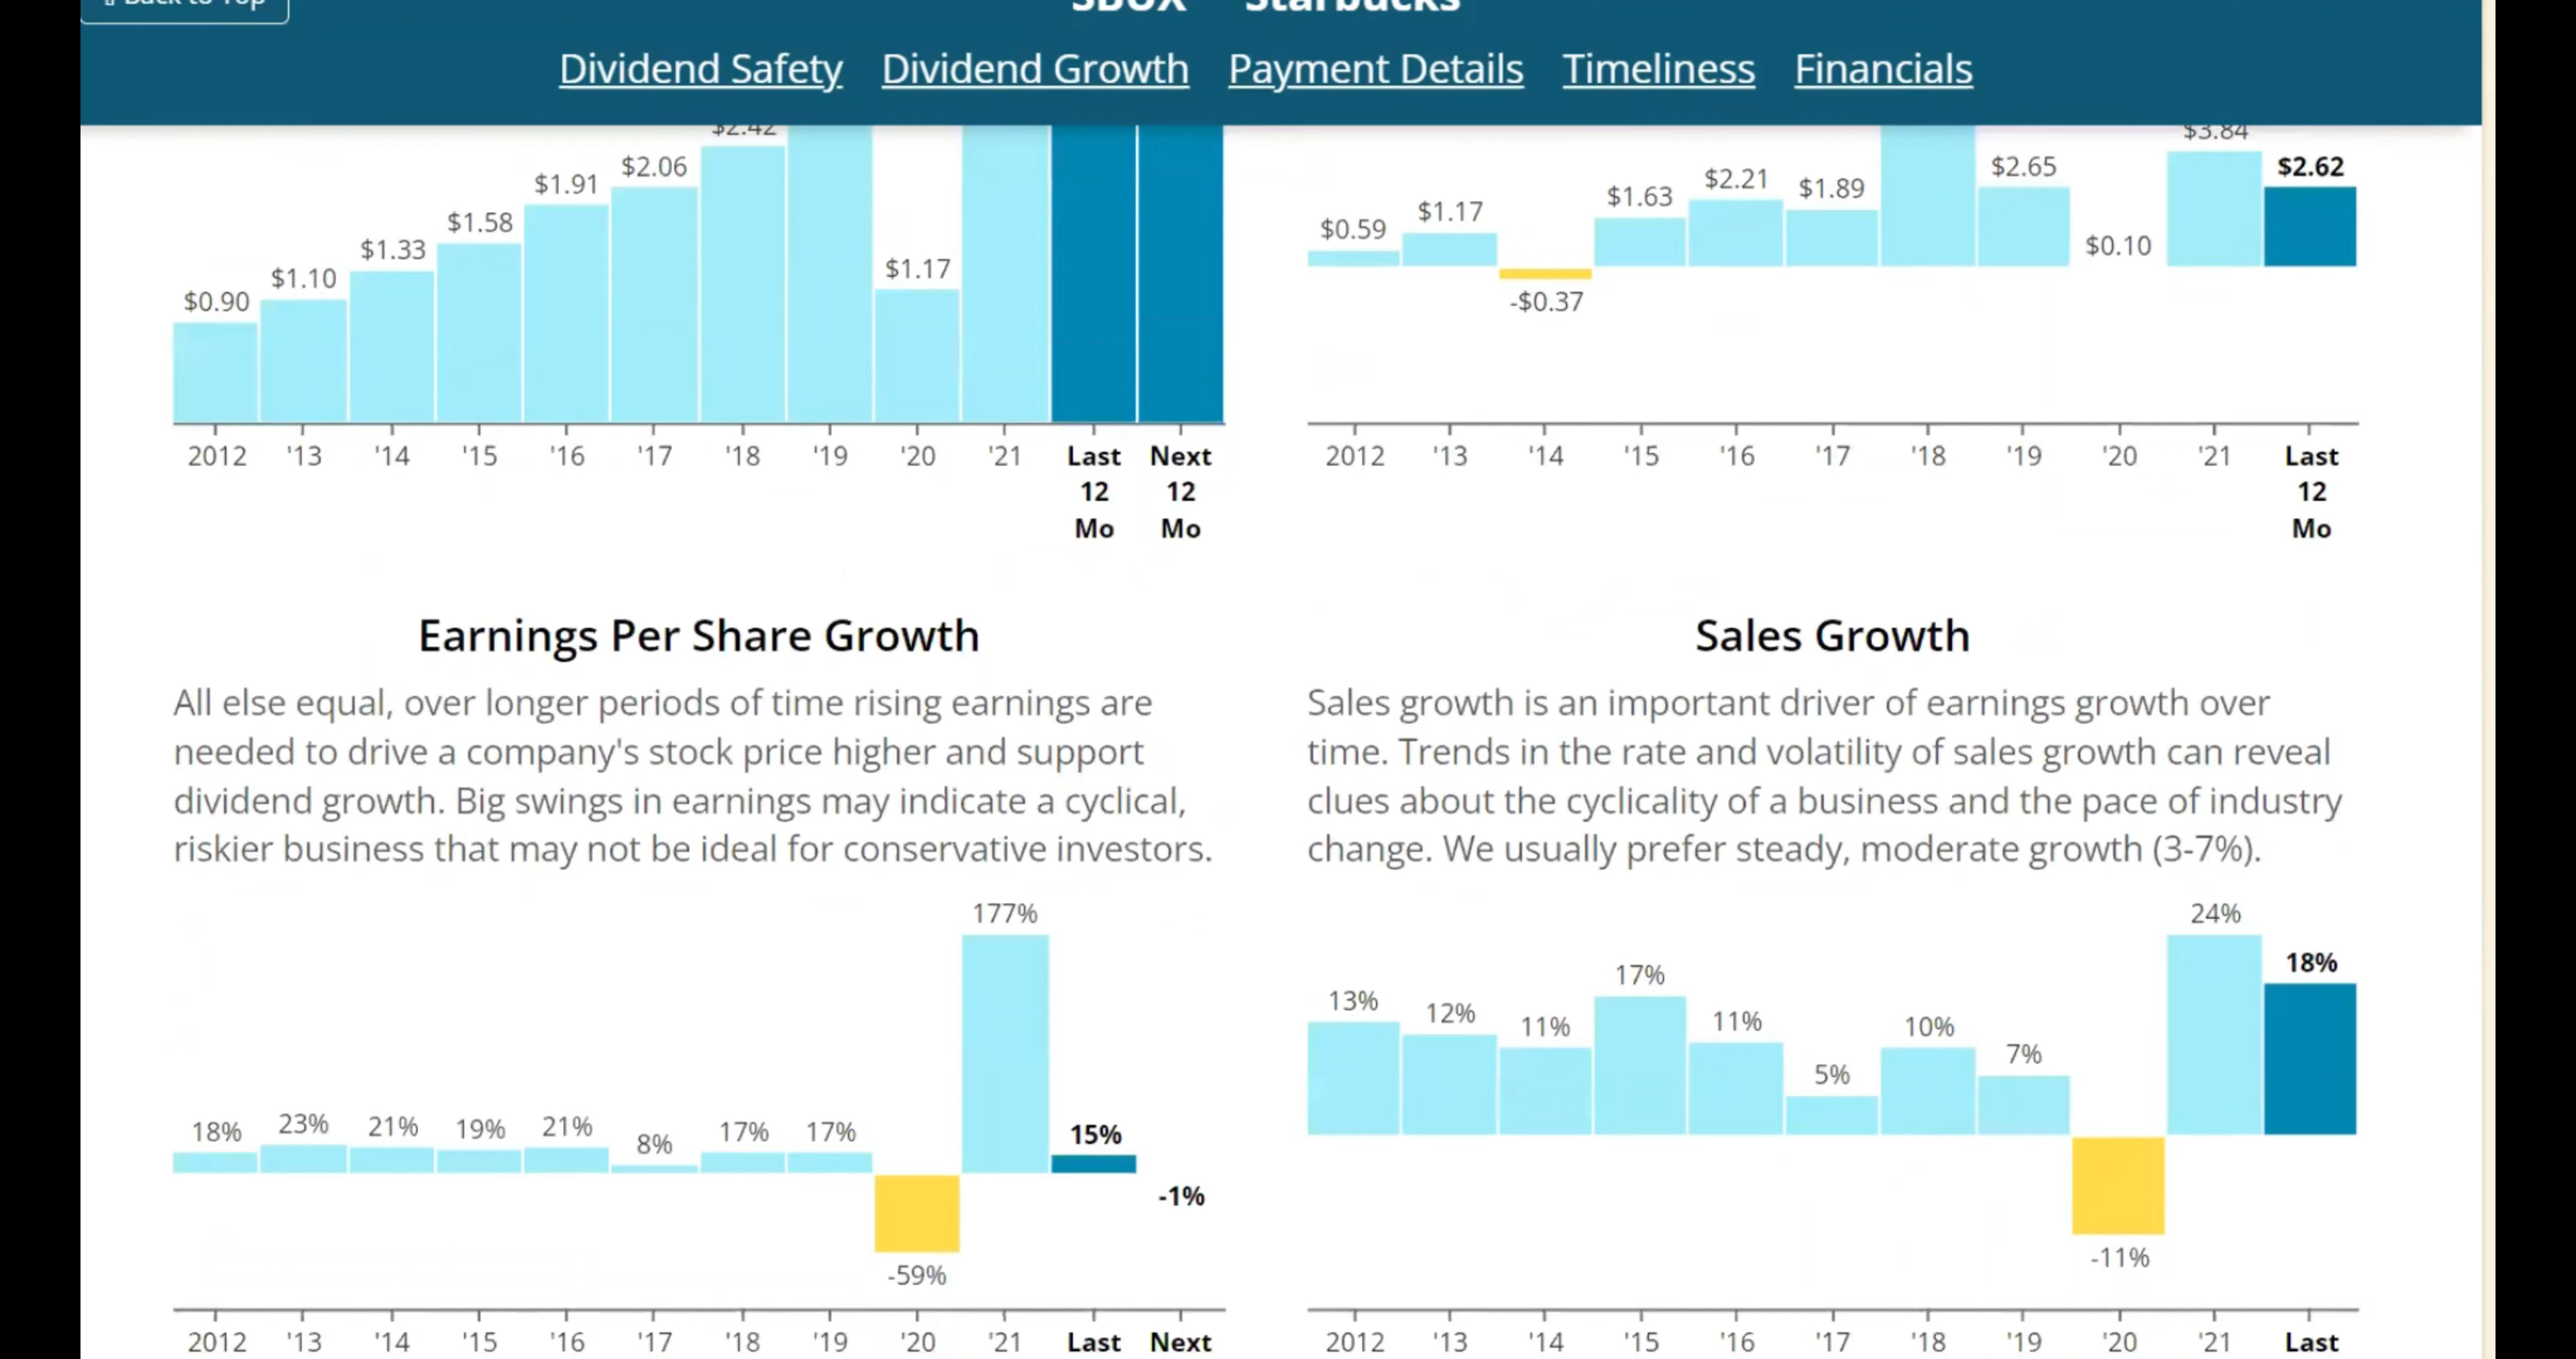 Back to Top
SBUX Starbucks
Dividend Safety Dividend Growth Payment Details Timeliness Financials
$0.90 $1.10 $1.33 $1.58 $1.91 $2.06 $2.42 $1.17
2012 '13 '14 '15 '16 '17 '18 '19 '20 '21 Last 12 Mo Next 12 Mo
$0.59 $1.17 -$0.37 $1.63 $2.21 $1.89 $2.65 $0.10 $3.84 $2.62
2012 '13 '14 '15 '16 '17 '18 '19 '20 '21 Last 12 Mo
Earnings Per Share Growth
All else equal, over longer periods of time rising earnings are
needed to drive a company's stock price higher and support
dividend growth. Big swings in earnings may indicate a cyclical,
riskier business that may not be ideal for conservative investors.
18% 23% 21% 19% 21% 8% 17% 17% -59% 177% 15% -1%
2012 '13 '14 '15 '16 '17 '18 '19 '20 '21 Last Next
Sales Growth
Sales growth is an important driver of earnings growth over
time. Trends in the rate and volatility of sales growth can reveal
clues about the cyclicality of a business and the pace of industry
change. We usually prefer steady, moderate growth (3-7%).
13% 12% 11% 17% 11% 5% 10% 7% -11% 24% 18%
2012 '13 '14 '15 '16 '17 '18 '19 '20 '21 Last